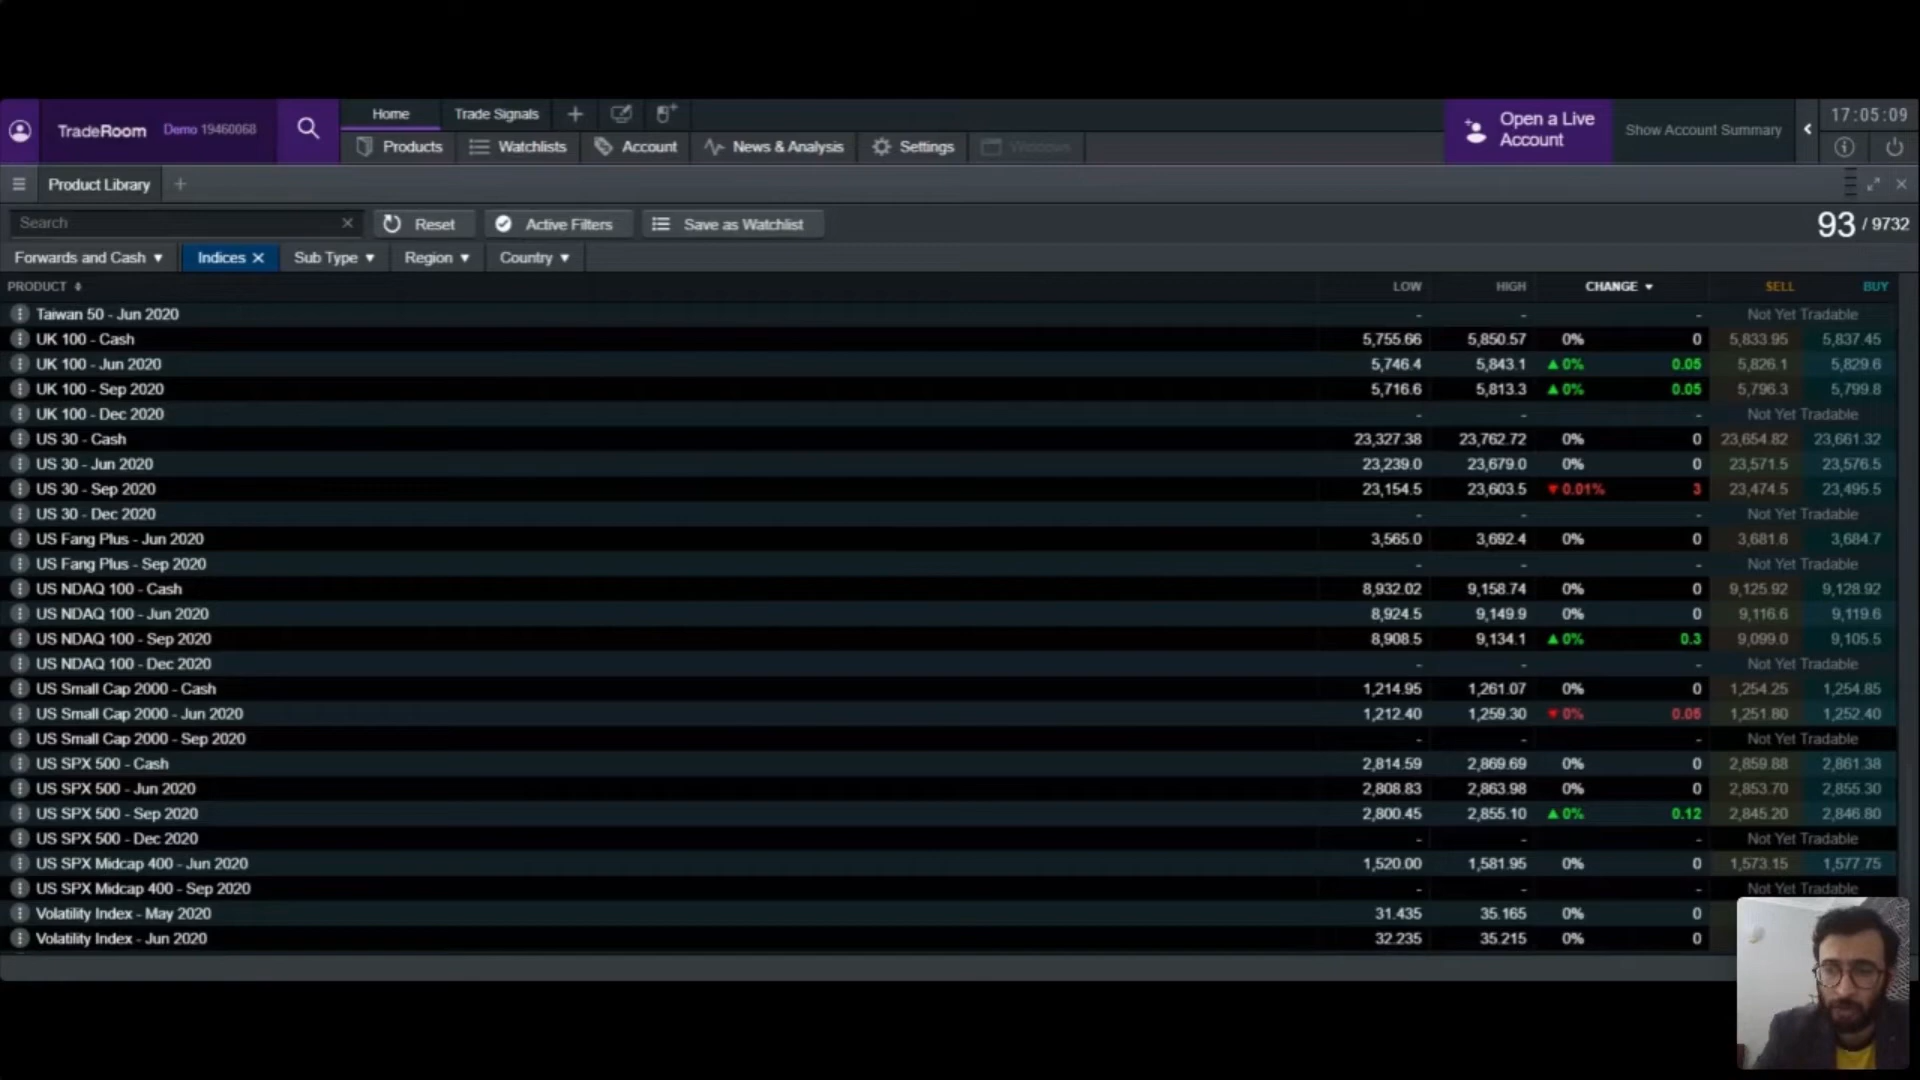 TradeRoom Demo 19460068
Home Trade Signals
Products Watchlists Account News & Analysis Settings Windows
Open a Live Account
Show Account Summary
17:05:09
Product Library
Search Reset Active Filters Save as Watchlist 93 / 9732
Forwards and Cash Indices Sub Type Region Country
PRODUCT LOW HIGH CHANGE SELL BUY
Taiwan 50 - Jun 2020 - - - Not Yet Tradable
UK 100 - Cash 5,755.66 5,850.57 0% 0 5,833.95 5,837.45
UK 100 - Jun 2020 5,746.4 5,843.1 ▲0% 0.05 5,826.1 5,829.6
UK 100 - Sep 2020 5,716.6 5,813.3 ▲0% 0.05 5,796.3 5,799.8
UK 100 - Dec 2020 - - - Not Yet Tradable
US 30 - Cash 23,327.38 23,762.72 0% 0 23,654.82 23,661.32
US 30 - Jun 2020 23,239.0 23,679.0 0% 0 23,571.5 23,576.5
US 30 - Sep 2020 23,154.5 23,603.5 ▼0.01% 3 23,474.5 23,495.5
US 30 - Dec 2020 - - - Not Yet Tradable
US Fang Plus - Jun 2020 3,565.0 3,692.4 0% 0 3,681.6 3,684.7
US Fang Plus - Sep 2020 - - - Not Yet Tradable
US NDAQ 100 - Cash 8,932.02 9,158.74 0% 0 9,125.92 9,128.92
US NDAQ 100 - Jun 2020 8,924.5 9,149.9 0% 0 9,116.6 9,119.6
US NDAQ 100 - Sep 2020 8,908.5 9,134.1 ▲0% 0.3 9,099.0 9,105.5
US NDAQ 100 - Dec 2020 - - - Not Yet Tradable
US Small Cap 2000 - Cash 1,214.95 1,261.07 0% 0 1,254.25 1,254.85
US Small Cap 2000 - Jun 2020 1,212.40 1,259.30 ▼0% 0.05 1,251.80 1,252.40
US Small Cap 2000 - Sep 2020 - - - Not Yet Tradable
US SPX 500 - Cash 2,814.59 2,869.69 0% 0 2,859.88 2,861.38
US SPX 500 - Jun 2020 2,808.83 2,863.98 0% 0 2,853.70 2,855.30
US SPX 500 - Sep 2020 2,800.45 2,855.10 ▲0% 0.12 2,845.20 2,846.80
US SPX 500 - Dec 2020 - - - Not Yet Tradable
US SPX Midcap 400 - Jun 2020 1,520.00 1,581.95 0% 0 1,573.15 1,577.75
US SPX Midcap 400 - Sep 2020 - - - Not Yet Tradable
Volatility Index - May 2020 31.435 35.165 0% 0
Volatility Index - Jun 2020 32.235 35.215 0% 0